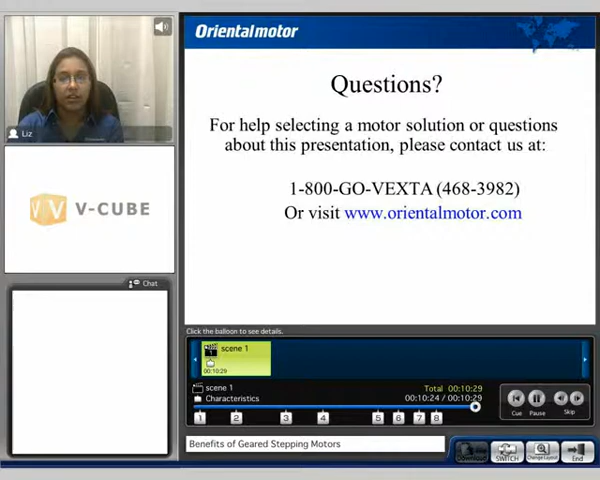 Orientalmotor
Questions?
For help selecting a motor solution or questions
about this presentation, please contact us at:
1-800-GO-VEXTA (468-3982)
Or visit www.orientalmotor.com
Liz
V-CUBE
Chat
Click the balloon to see details.
scene 1
1
00:10:29
scene 1
Total 00:10:29
Characteristics
00:10:24 / 00:10:29
1 2 3 4 5 6 7 8
Cue Pause Skip
Benefits of Geared Stepping Motors
SWITCH
Change Layout
End